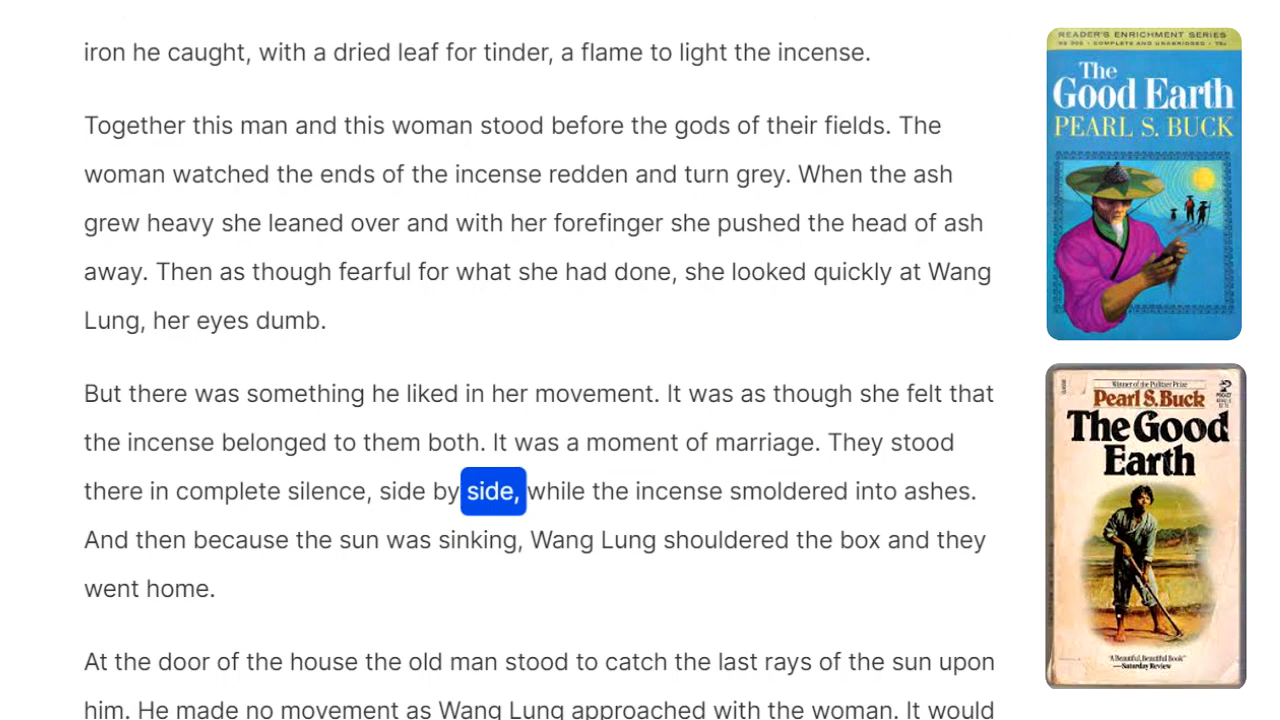 iron he caught, with a dried leaf for tinder, a flame to light the incense.
Together this man and this woman stood before the gods of their fields. The
woman watched the ends of the incense redden and turn grey. When the ash
grew heavy she leaned over and with her forefinger she pushed the head of ash
away. Then as though fearful for what she had done, she looked quickly at Wang
Lung, her eyes dumb.
But there was something he liked in her movement. It was as though she felt that
the incense belonged to them both. It was a moment of marriage. They stood
there in complete silence, side by side, while the incense smoldered into ashes.
And then because the sun was sinking, Wang Lung shouldered the box and they
went home.
At the door of the house the old man stood to catch the last rays of the sun upon
him. He made no movement as Wang Lung approached with the woman. It would
READER'S ENRICHMENT SERIES
COMPLETE AND UNABRIDGED
The
Good Earth
PEARL S. BUCK
Winner of the Pulitzer Prize
Pearl S. Buck
The Good
Earth
"A Beautiful, Beautiful Book"
—Saturday Review